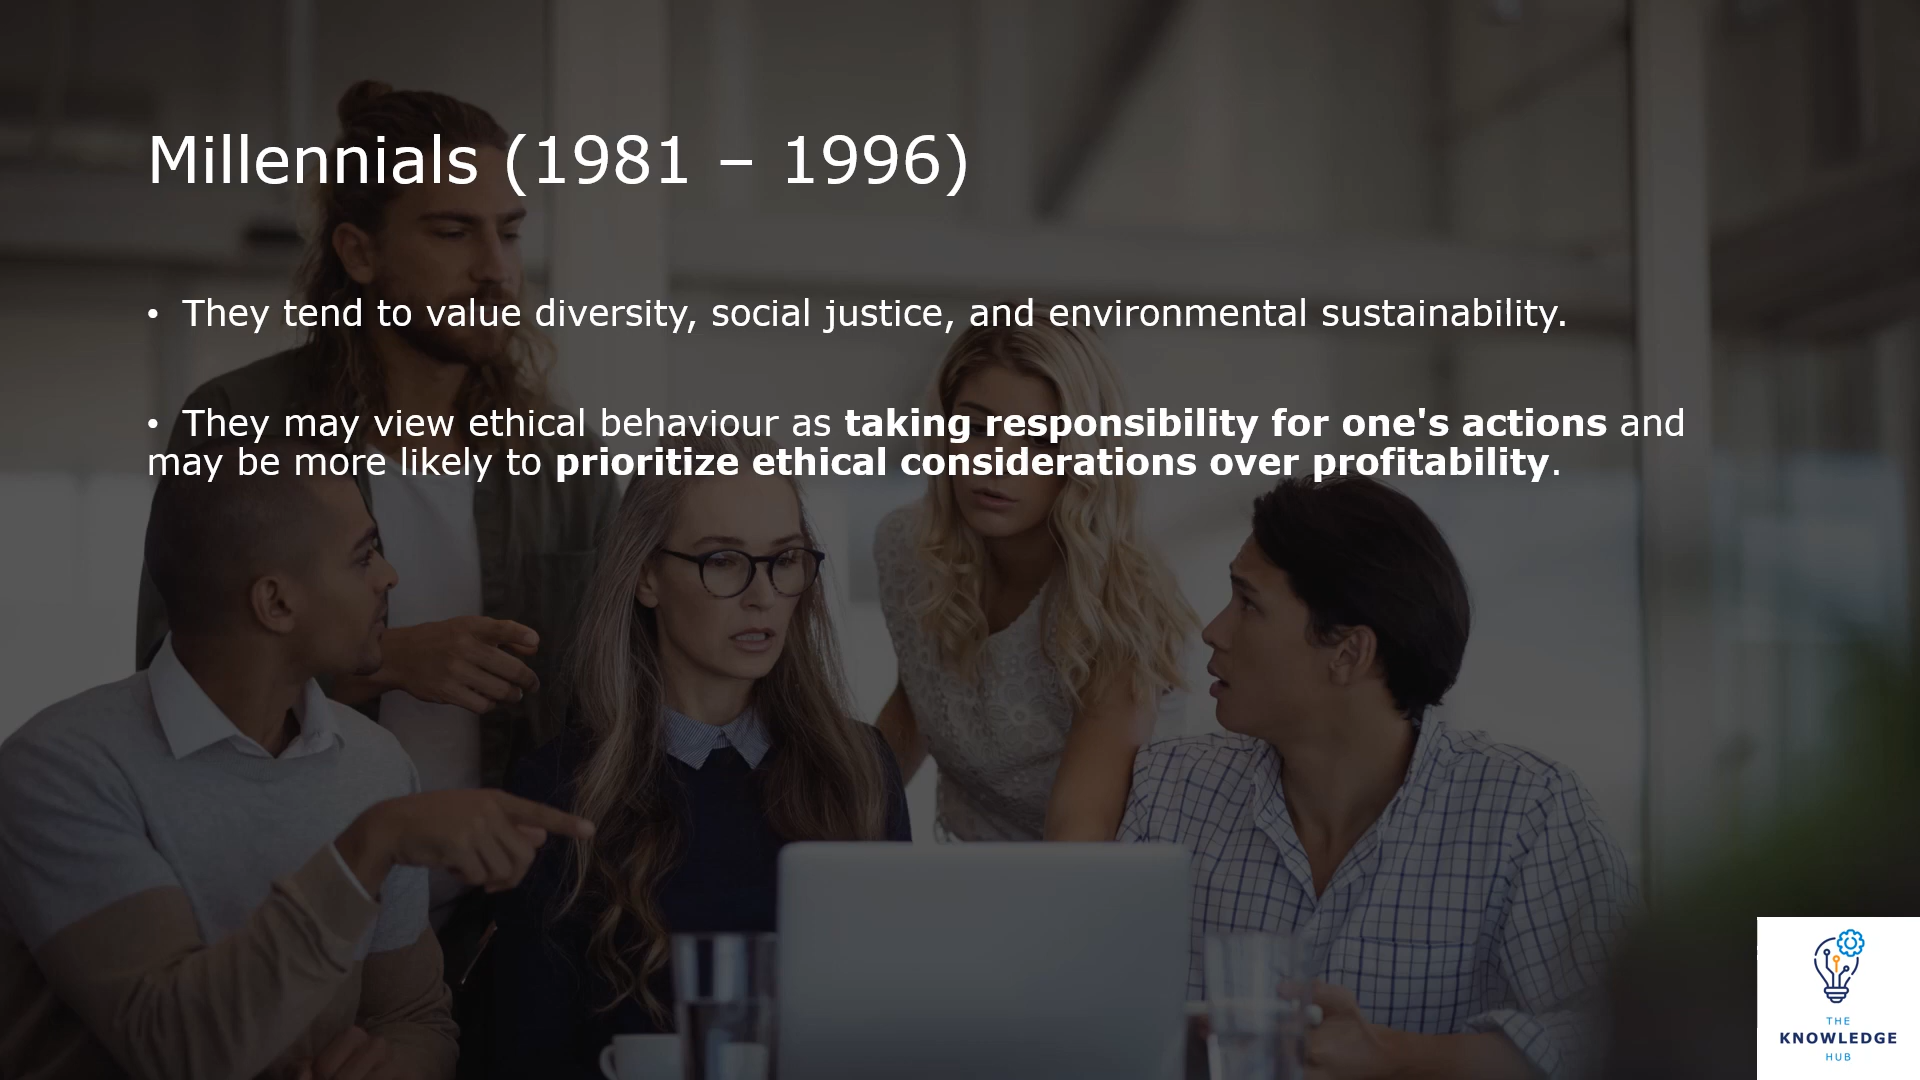 Millennials (1981 – 1996)
• They tend to value diversity, social justice, and environmental sustainability.
• They may view ethical behaviour as taking responsibility for one's actions and
may be more likely to prioritize ethical considerations over profitability.
THE
KNOWLEDGE
HUB